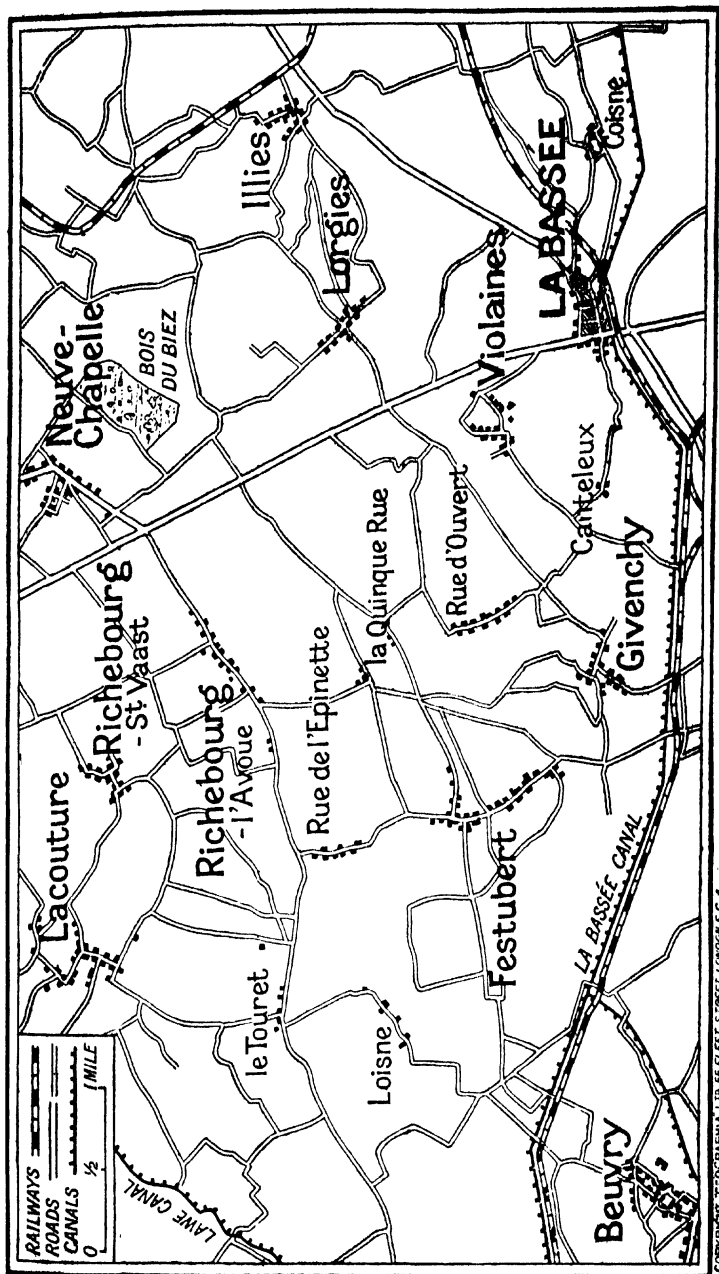 RAILWAYS
ROADS
CANALS
0 ½ 1 MILE
LAWE CANAL
Lacouture
Richebourg
-St Vaast
Neuve-
Chapelle
BOIS
DU BIEZ
Illies
Lorgies
Richebourg
-l'Avoue
le Touret
Rue de l'Epinette
la Quinque Rue
Rue d'Ouvert
Violaines
LA BASSÉE
Coisne
Loisne
Festubert
Canteleux
Givenchy
LA BASSÉE CANAL
Beuvry